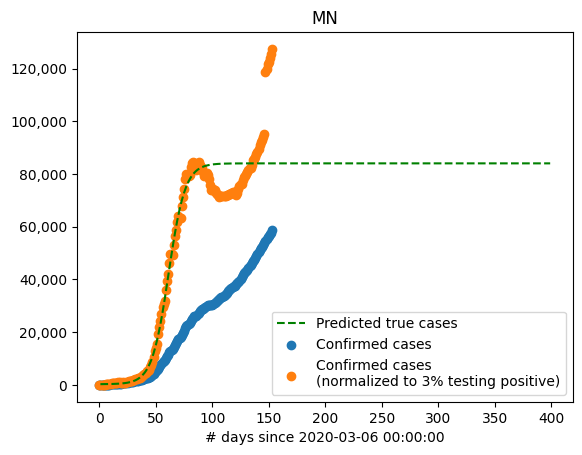 MN
120,000
100,000
80,000
60,000
40,000
20,000
0
0 50 100 150 200 250 300 350 400
# days since 2020-03-06 00:00:00
Predicted true cases
Confirmed cases
Confirmed cases
(normalized to 3% testing positive)